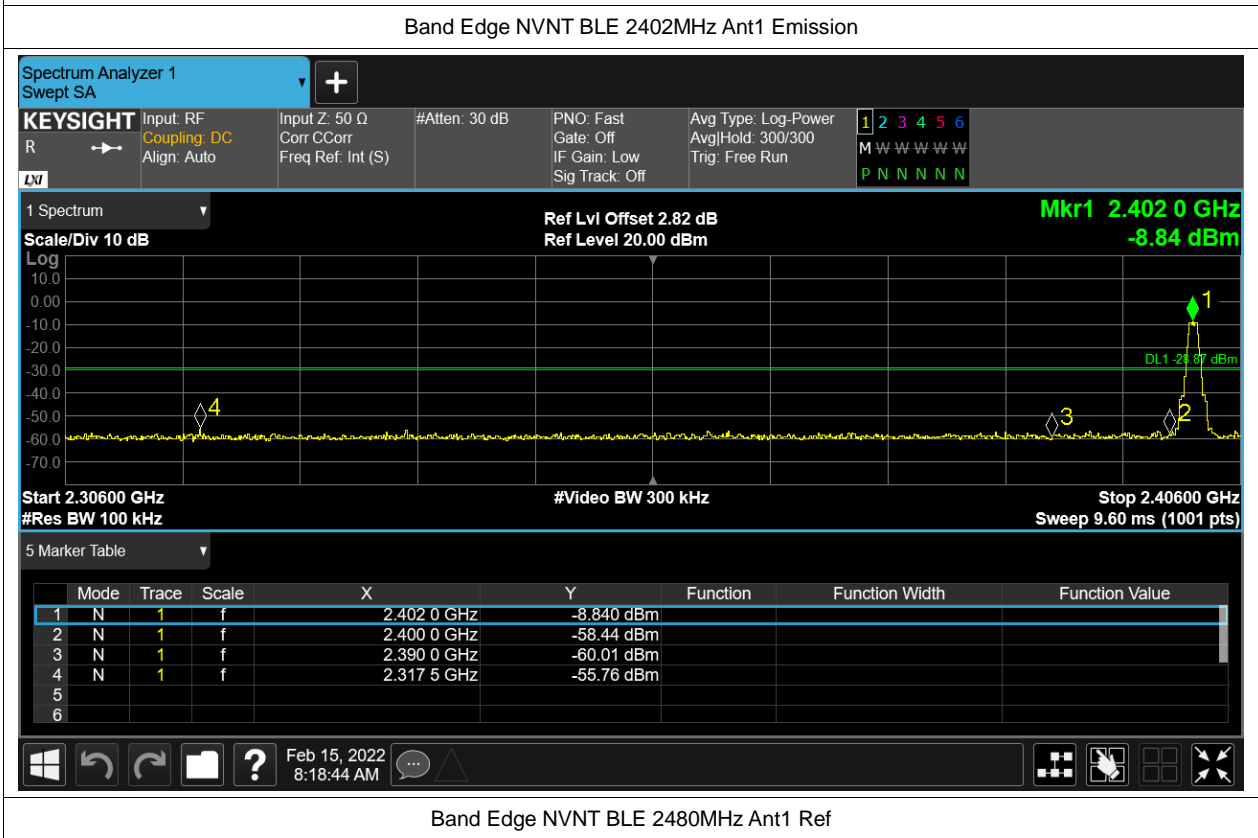 Band Edge NVNT BLE 2402MHz Ant1 Emission
Spectrum Analyzer 1
Swept SA
KEYSIGHT
R
LXI
Input: RF
Coupling: DC
Align: Auto
Input Z: 50 Ω
Corr CCorr
Freq Ref: Int (S)
#Atten: 30 dB
PNO: Fast
Gate: Off
IF Gain: Low
Sig Track: Off
Avg Type: Log-Power
Avg|Hold: 300/300
Trig: Free Run
1 2 3 4 5 6
M W W W W W
P N N N N N
1 Spectrum
Scale/Div 10 dB
Ref Lvl Offset 2.82 dB
Ref Level 20.00 dBm
Mkr1 2.402 0 GHz
-8.84 dBm
Log
10.0
0.00
-10.0
-20.0
-30.0
-40.0
-50.0
-60.0
-70.0
1
DL1 -28.87 dBm
4
3
2
Start 2.30600 GHz
#Video BW 300 kHz
Stop 2.40600 GHz
#Res BW 100 kHz
Sweep 9.60 ms (1001 pts)
5 Marker Table
Mode Trace Scale X Y Function Function Width Function Value
1 N 1 f 2.402 0 GHz -8.840 dBm
2 N 1 f 2.400 0 GHz -58.44 dBm
3 N 1 f 2.390 0 GHz -60.01 dBm
4 N 1 f 2.317 5 GHz -55.76 dBm
5
6
?
Feb 15, 2022
8:18:44 AM
Band Edge NVNT BLE 2480MHz Ant1 Ref